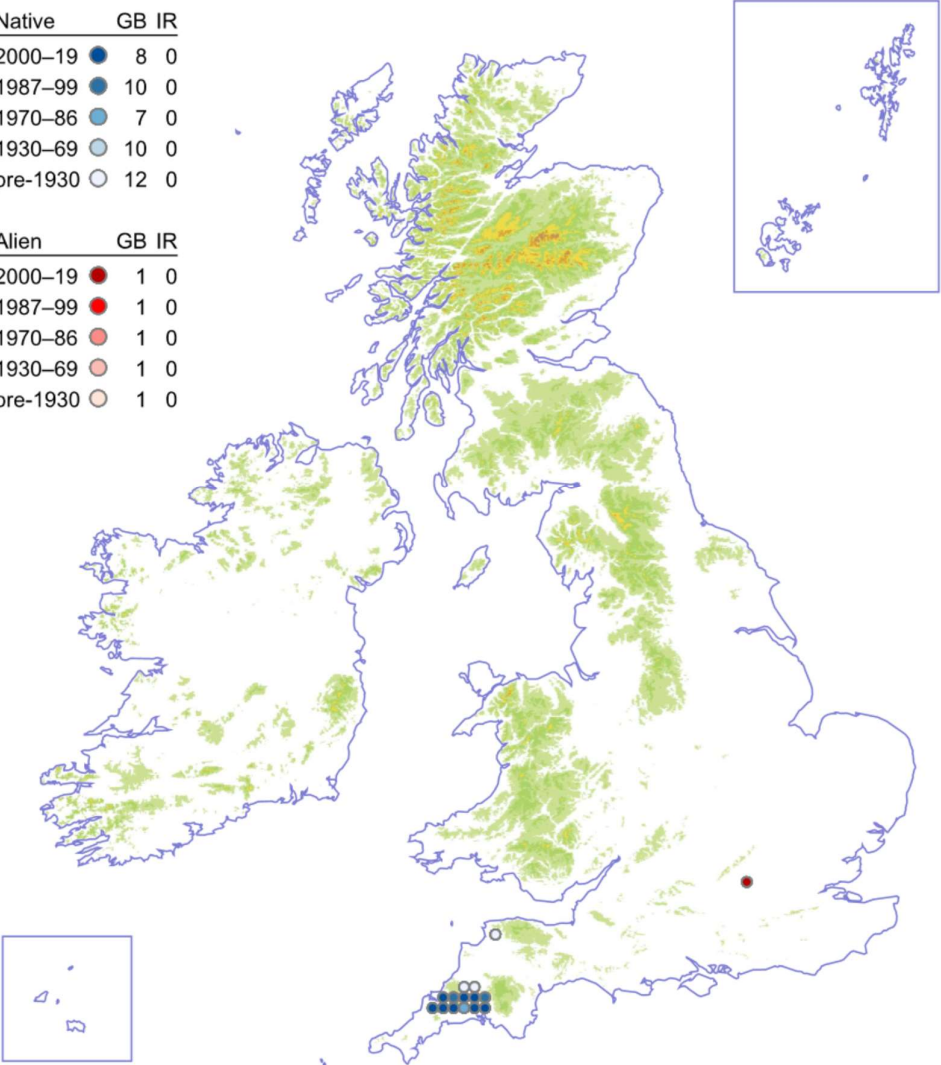 Native GB IR
2000–19 8 0
1987–99 10 0
1970–86 7 0
1930–69 10 0
pre-1930 12 0
Alien GB IR
2000–19 1 0
1987–99 1 0
1970–86 1 0
1930–69 1 0
pre-1930 1 0